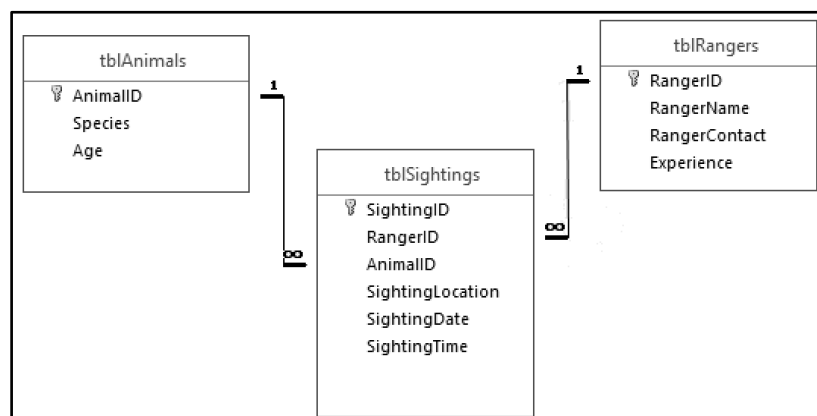 tblAnimals
AnimalID
Species
Age
1
∞
tblSightings
SightingID
RangerID
AnimalID
SightingLocation
SightingDate
SightingTime
1
∞
tblRangers
RangerID
RangerName
RangerContact
Experience